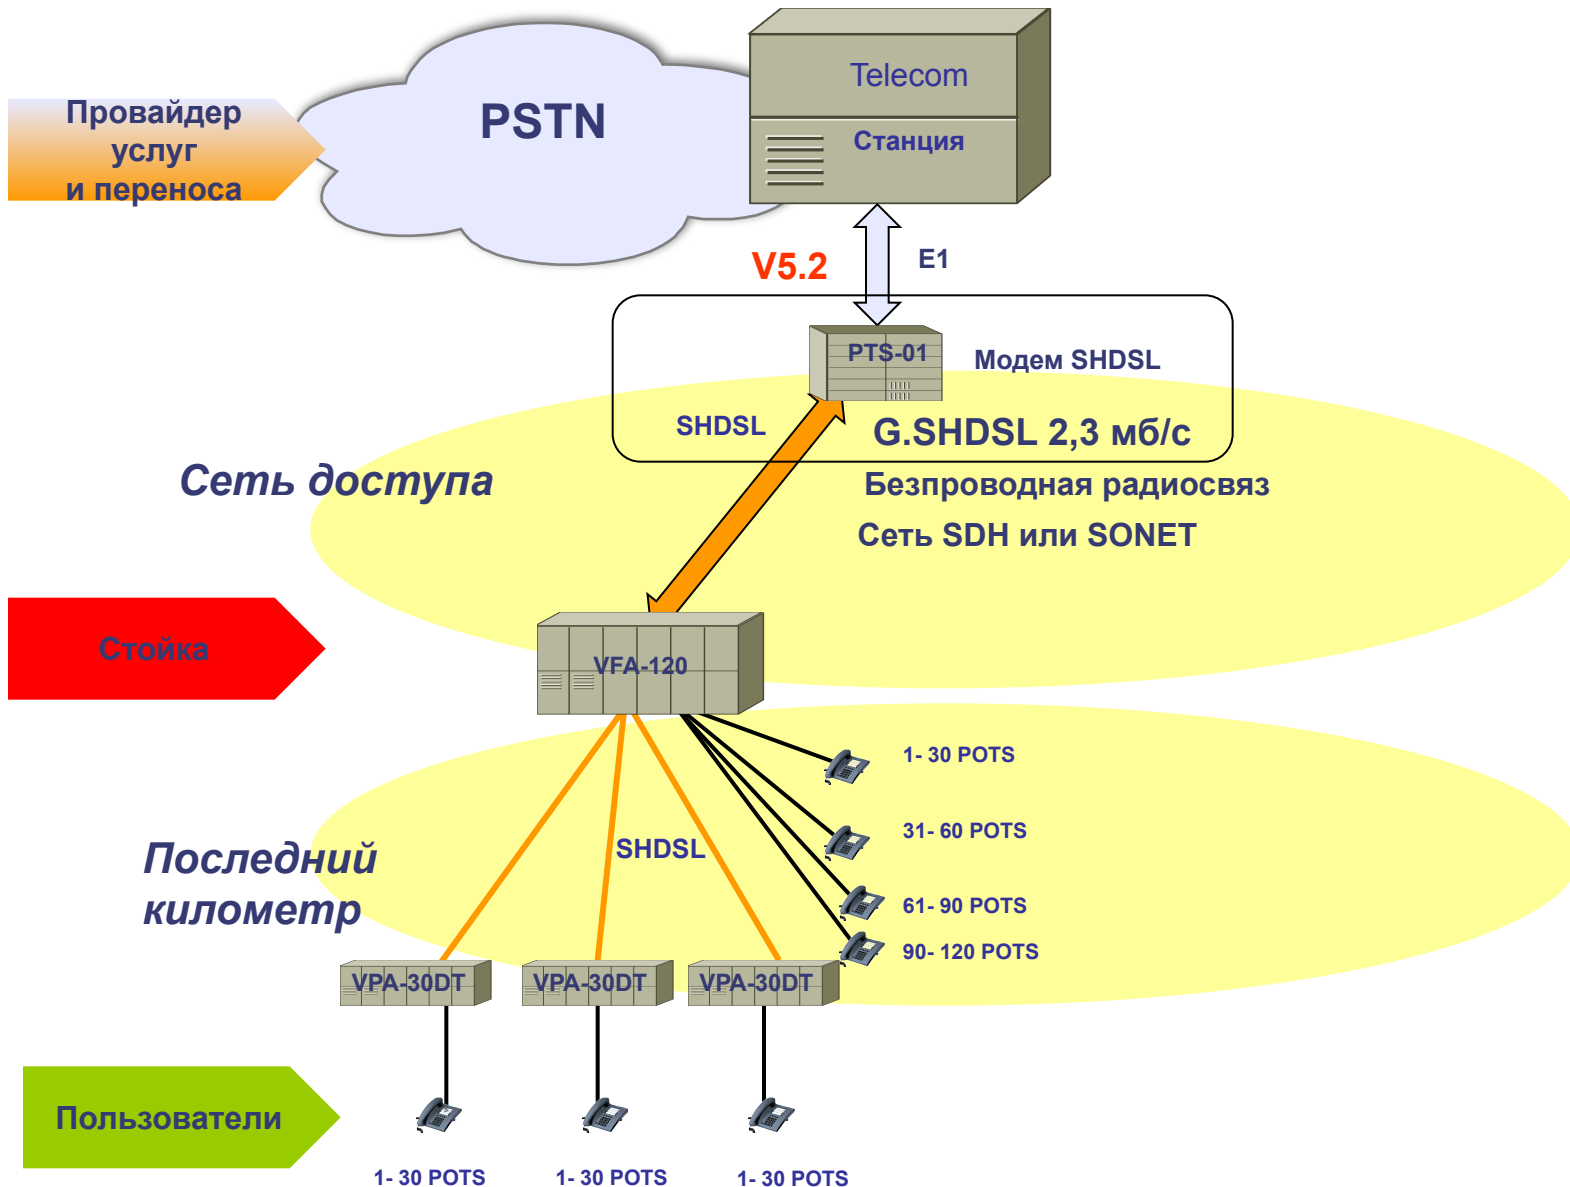 Провайдер
услуг
и переноса
PSTN
Telecom
Станция
V5.2
E1
PTS-01
Модем SHDSL
SHDSL
G.SHDSL 2,3 мб/с
Сеть доступа
Безпроводная радиосвяз
Сеть SDH или SONET
Стойка
VFA-120
1- 30 POTS
31- 60 POTS
SHDSL
Последний
километр
61- 90 POTS
90- 120 POTS
VPA-30DT
VPA-30DT
VPA-30DT
Пользователи
1- 30 POTS
1- 30 POTS
1- 30 POTS